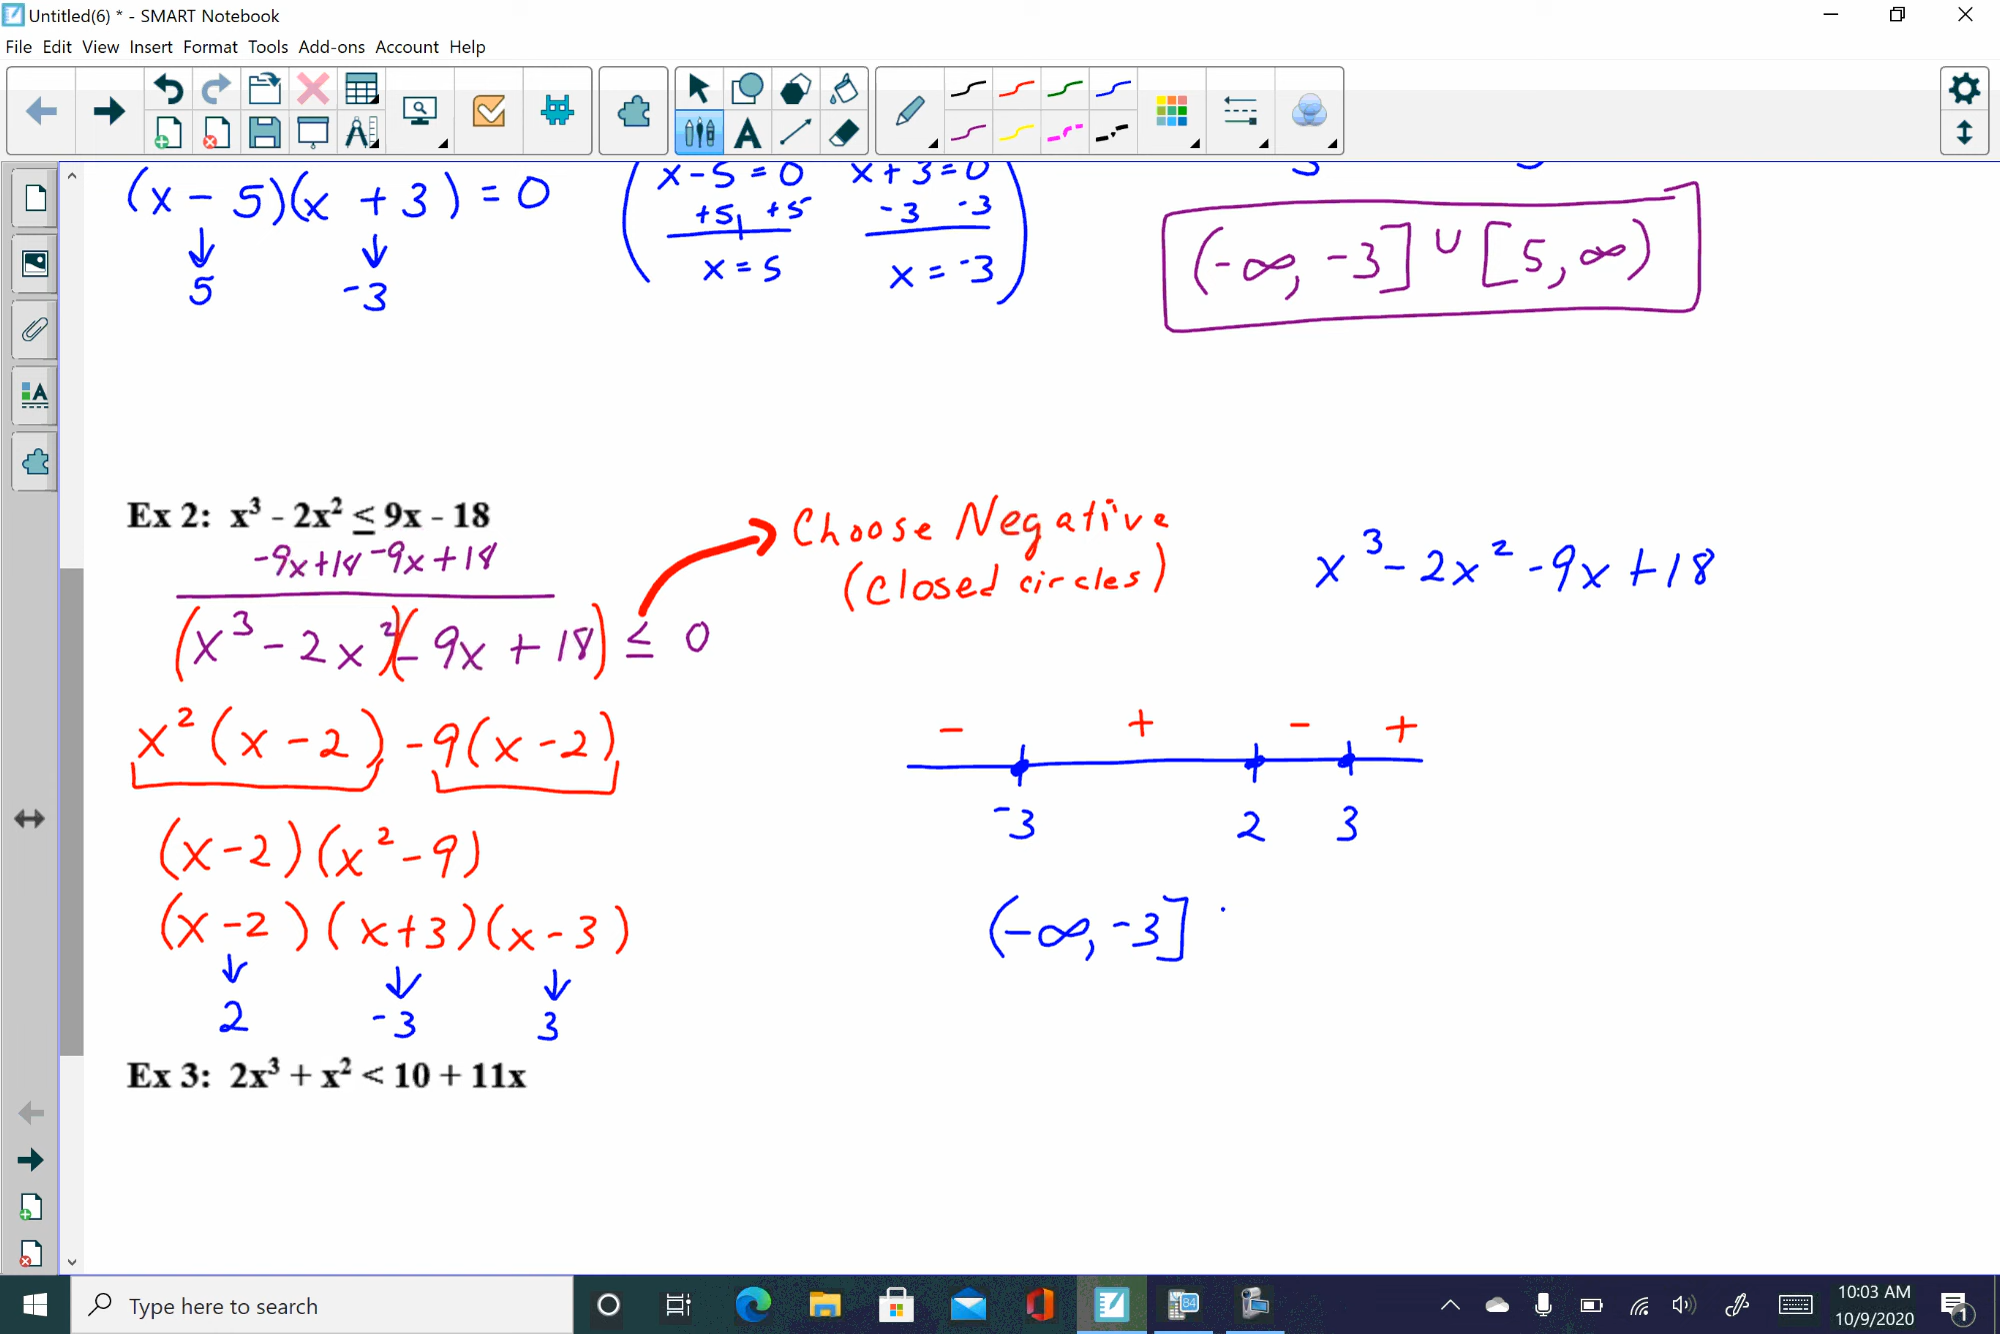 Untitled(6) * - SMART Notebook
File Edit View Insert Format Tools Add-ons Account Help
(x - 5)(x + 3) = 0
5 -3
x - 5 = 0 x + 3 = 0
+5 +5 -3 -3
x = 5 x = -3
(-∞, -3] ∪ [5, ∞)
Ex 2: x³ - 2x² ≤ 9x - 18
-9x+18 -9x+18
(x³ - 2x²)(- 9x + 18) ≤ 0
Choose Negative
(closed circles)
x³ - 2x² - 9x + 18
x²(x - 2) - 9(x - 2)
(x - 2)(x² - 9)
(x - 2)(x + 3)(x - 3)
2 -3 3
- + - +
-3 2 3
(-∞, -3]
Ex 3: 2x³ + x² < 10 + 11x
Type here to search
84
10:03 AM
10/9/2020
1